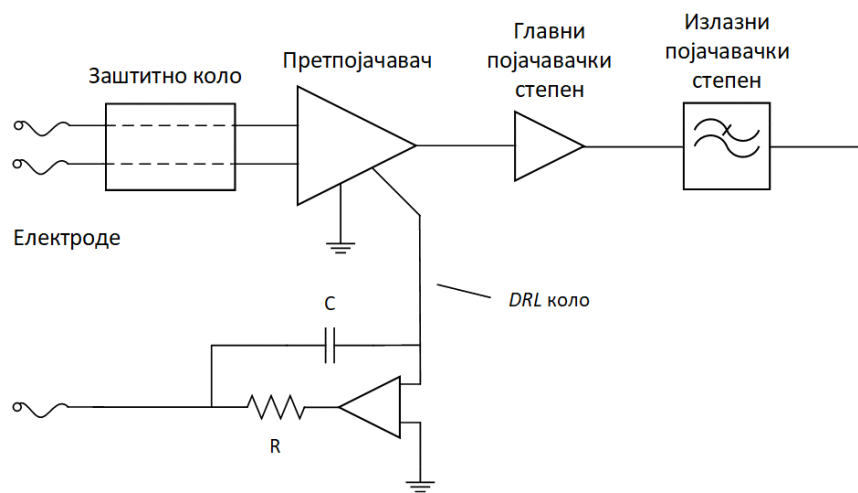 Заштитно коло
Претпојачавач
Главни
појачавачки
степен
Излазни
појачавачки
степен
Електроде
DRL коло
C
R